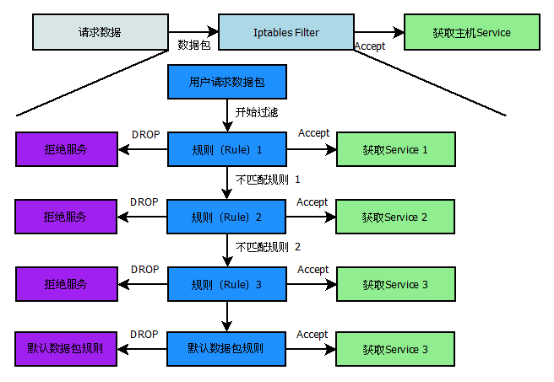 请求数据
数据包
Iptables Filter
Accept
获取主机Service
用户请求数据包
开始过滤
拒绝服务
DROP
规则（Rule）1
Accept
获取Service 1
不匹配规则 1
拒绝服务
DROP
规则（Rule）2
Accept
获取Service 2
不匹配规则 2
拒绝服务
DROP
规则（Rule）3
Accept
获取Service 3
默认数据包规则
DROP
默认数据包规则
Accept
获取Service 3